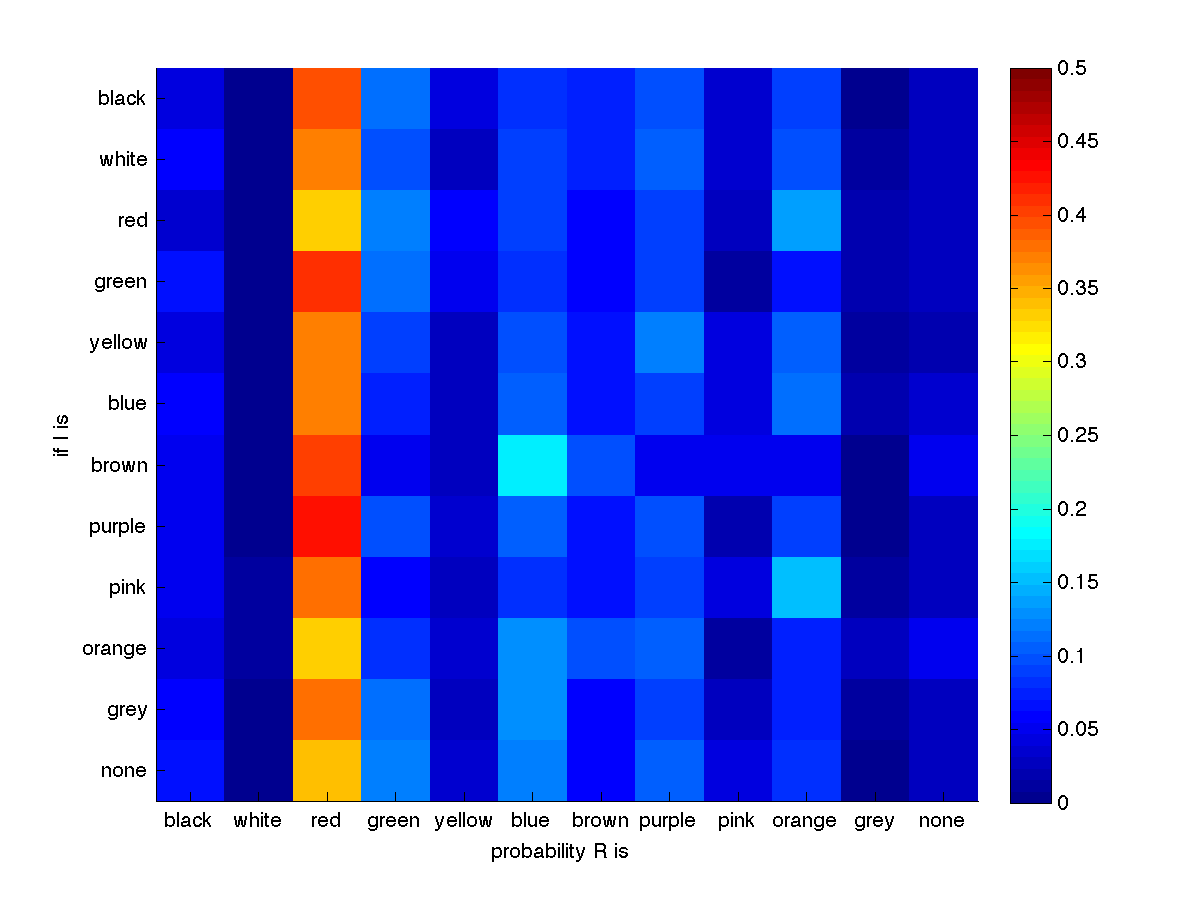 black
white
red
green
yellow
blue
brown
purple
pink
orange
grey
none
if I is
black white red green yellow blue brown purple pink orange grey none
probability R is
0.5
0.45
0.4
0.35
0.3
0.25
0.2
0.15
0.1
0.05
0